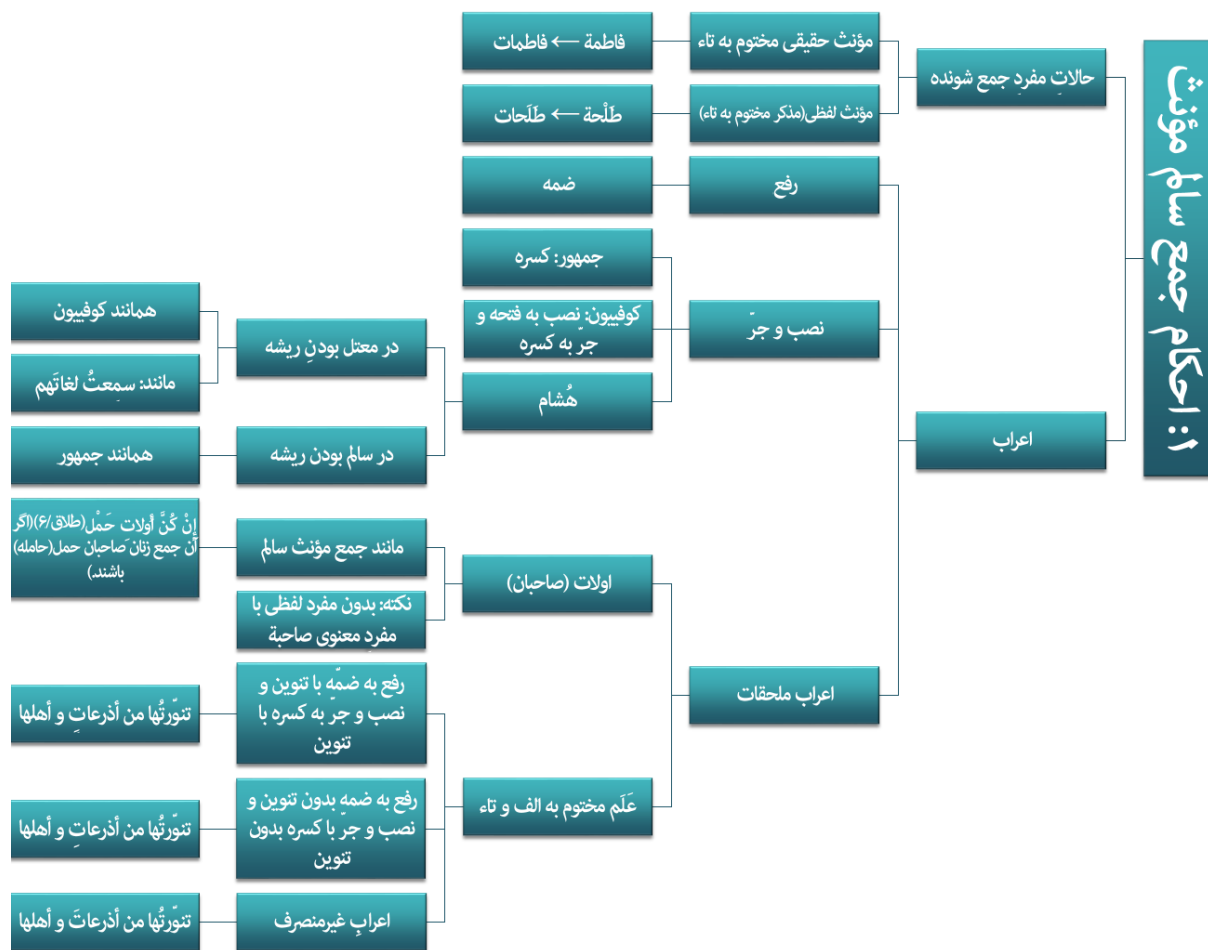 ۱: احکام جمع سالم مؤنث
حالاتِ مفردِ جمع شونده
مؤنث حقیقی مختوم به تاء
فاطمة ← فاطمات
مؤنث لفظی(مذکر مختوم به تاء)
طلْحة ← طَلَحات
اعراب
رفع
ضمه
نصب و جرّ
جمهور: کسره
کوفییون: نصب به فتحه و
جرّ به کسره
هُشام
در معتل بودنِ ریشه
همانند کوفییون
مانند: سمِعتُ لغاتَهم
در سالم بودن ریشه
همانند جمهور
اعراب ملحقات
اولات (صاحبان)
مانند جمع مؤنث سالم
إِنْ كُنَّ أولاتِ حَمْل(طلاق/۶)(اگر
آن جمع زنان صاحبان حمل(حامله)
باشند.)
نکته: بدون مفرد لفظی با
مفردِ معنوی صاحبة
عَلَم مختوم به الف و تاء
رفع به ضمّه با تنوین و
نصب و جرّ به کسره با
تنوین
تنوّرتُها من أذرعاتٍ و أهلها
رفع به ضمه بدون تنوین و
نصب و جرّ با کسره بدون
تنوین
تنوّرتُها من أذرعاتِ و أهلها
اعرابِ غیرمنصرف
تنوّرتُها من أذرعاتَ و أهلها